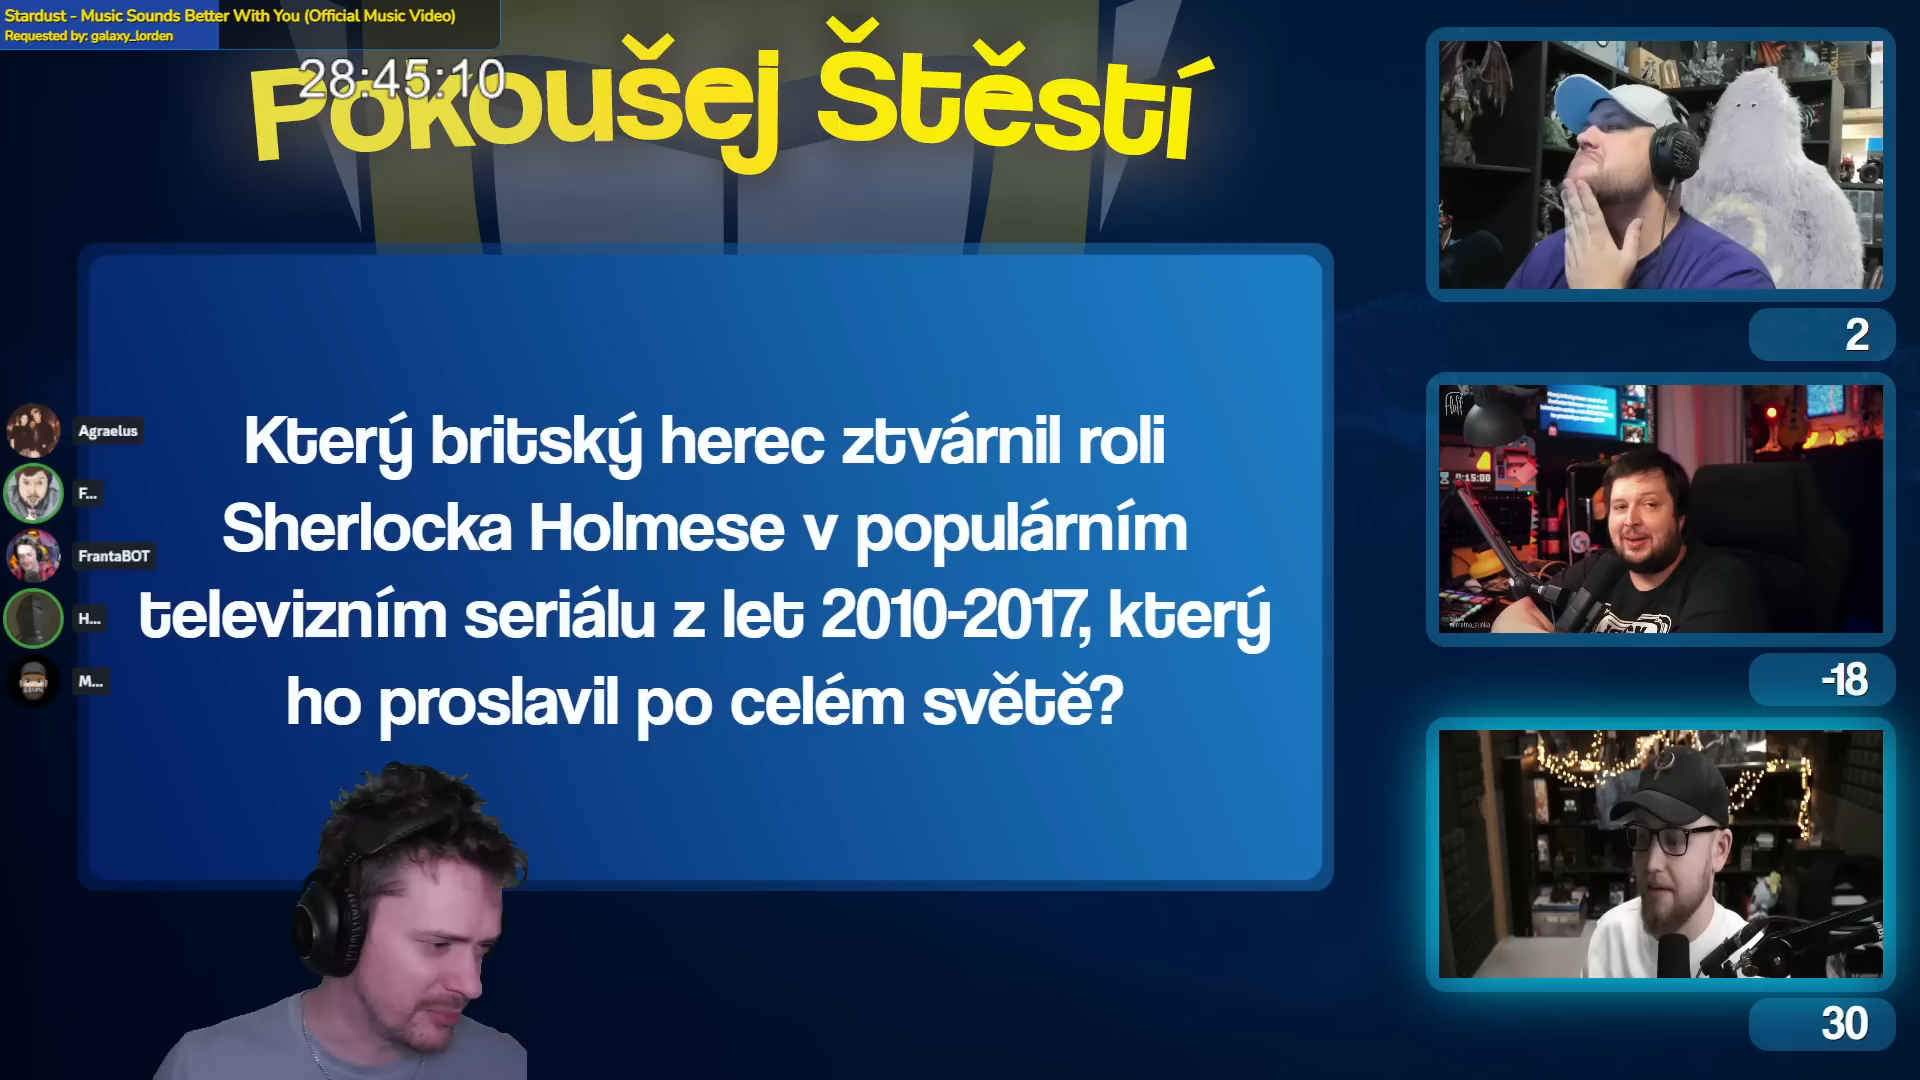 Stardust - Music Sounds Better With You (Official Music Video)
Requested by: galaxy_lorden
28:45:10
Pokoušej Štěstí
Který britský herec ztvárnil roli
Sherlocka Holmese v populárním
televizním seriálu z let 2010-2017, který
ho proslavil po celém světě?
Agraelus
F...
FrantaBOT
H...
M...
2
-18
30